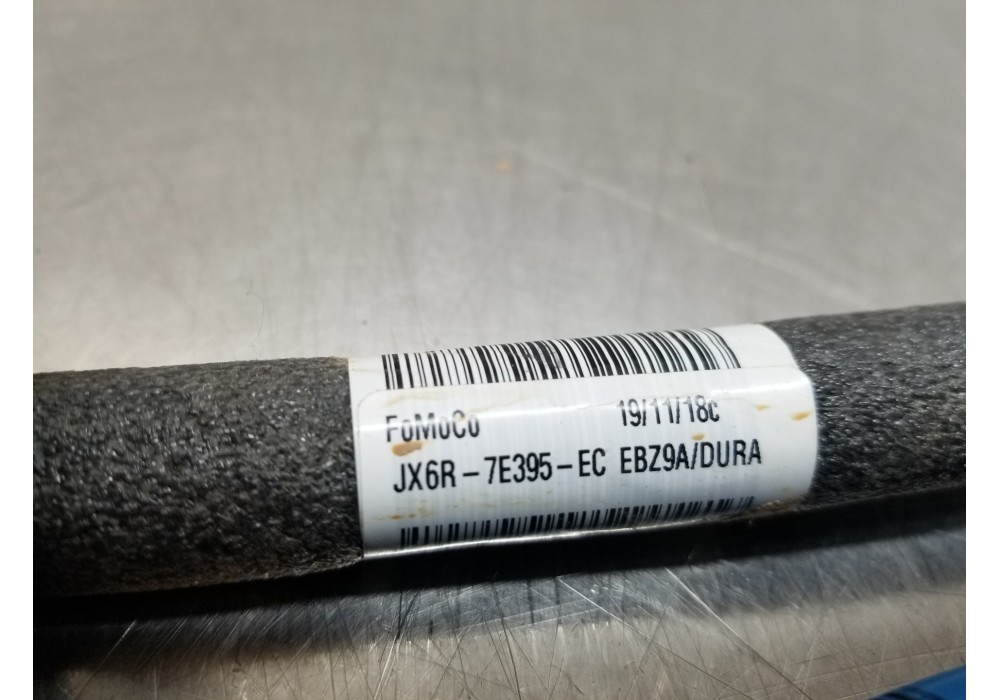 FoMoCo 19/11/18c
JX6R-7E395-EC EBZ9A/DURA